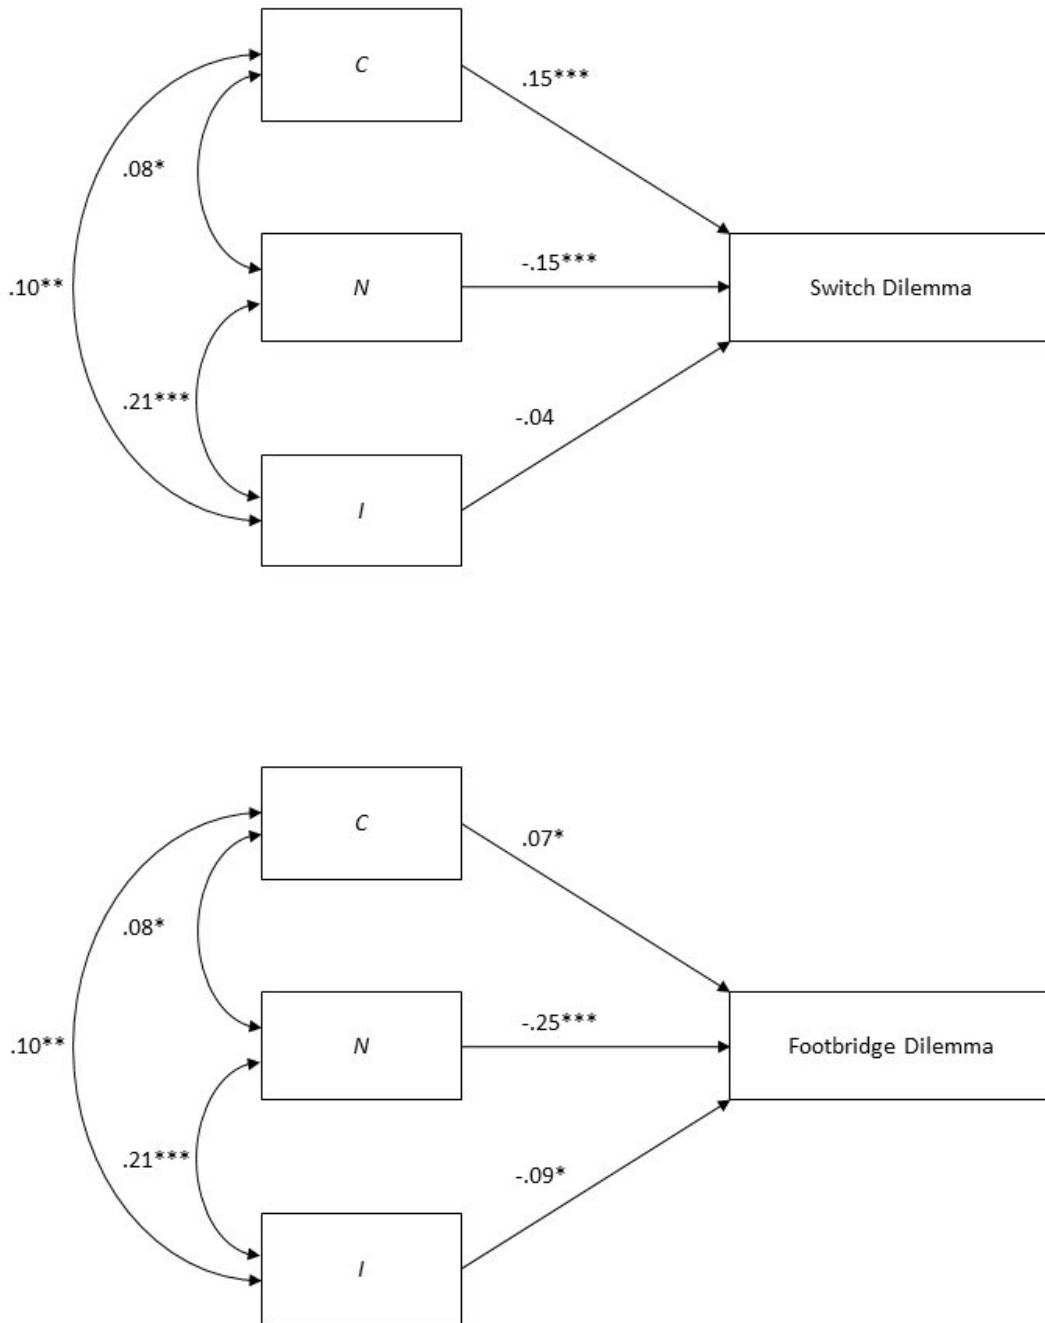 C
.15***
.08*
N
-.15***
Switch Dilemma
.10**
.21***
-.04
I
C
.07*
.08*
N
-.25***
Footbridge Dilemma
.10**
.21***
-.09*
I